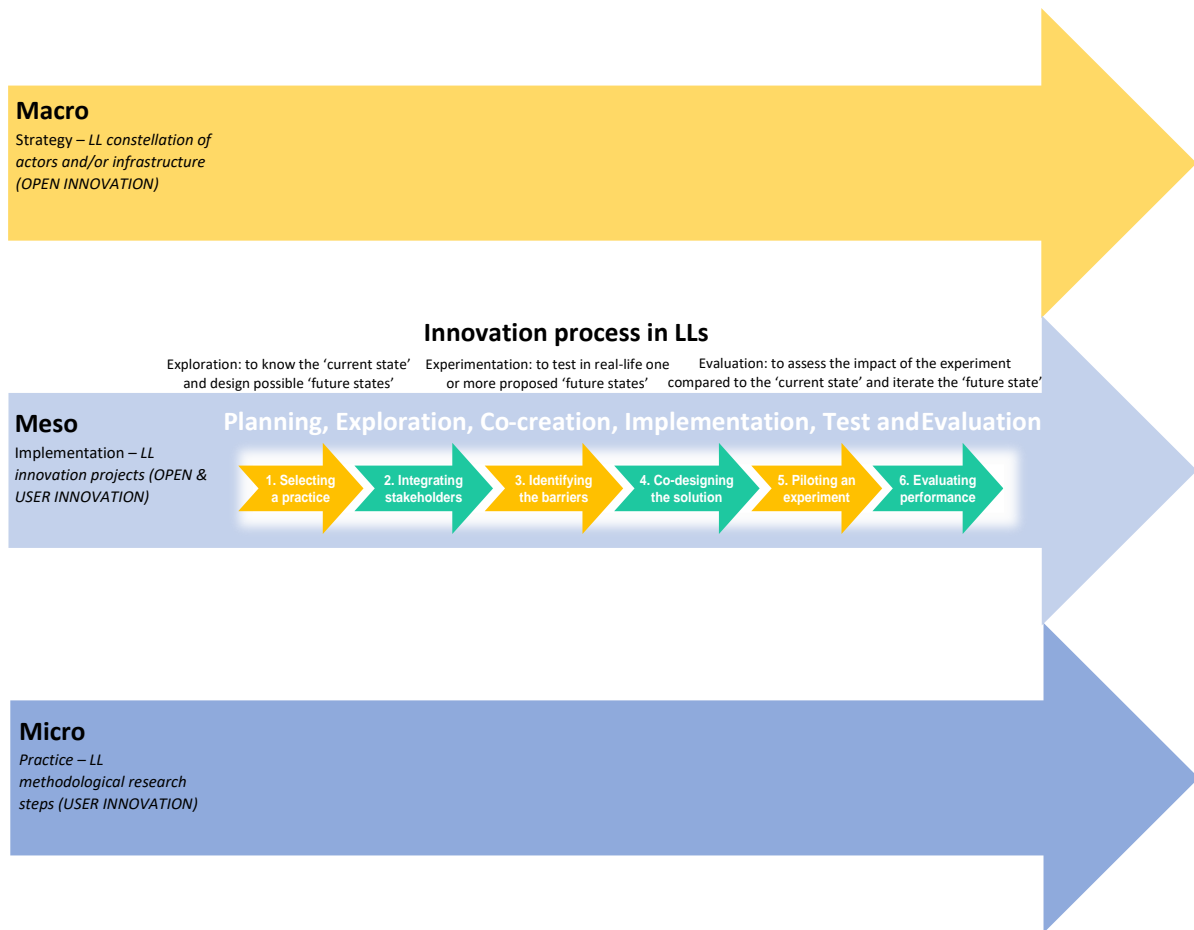 Macro
Strategy – LL constellation of
actors and/or infrastructure
(OPEN INNOVATION)
Innovation process in LLs
Exploration: to know the ‘current state’
and design possible ‘future states’
Experimentation: to test in real-life one
or more proposed ‘future states’
Evaluation: to assess the impact of the experiment
compared to the ‘current state’ and iterate the ‘future state’
Meso
Implementation – LL
innovation projects (OPEN &
USER INNOVATION)
Planning, Exploration, Co-creation, Implementation, Test andEvaluation
1. Selecting
a practice
2. Integrating
stakeholders
3. Identifying
the barriers
4. Co-designing
the solution
5. Piloting an
experiment
6. Evaluating
performance
Micro
Practice – LL
methodological research
steps (USER INNOVATION)